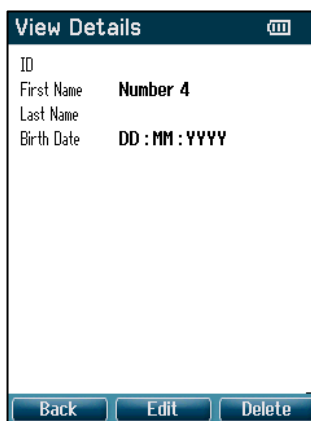 View Details
ID
First Name Number 4
Last Name
Birth Date DD : MM : YYYY
Back Edit Delete